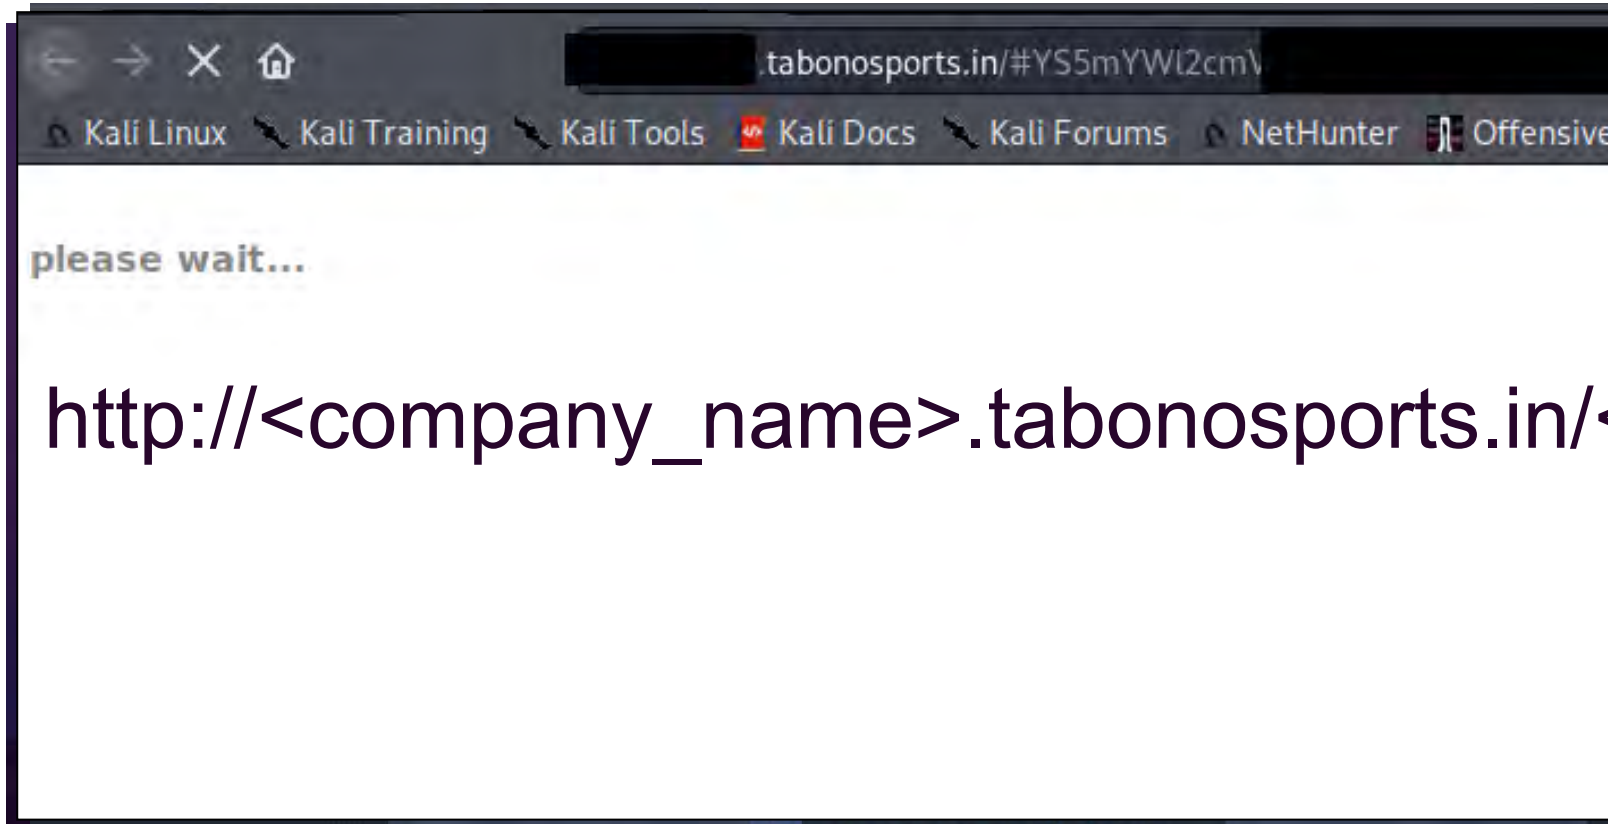 .tabonosports.in/#YS5mYWl2cmV
Kali Linux Kali Training Kali Tools Kali Docs Kali Forums NetHunter Offensive
please wait...
http://<company_name>.tabonosports.in/<